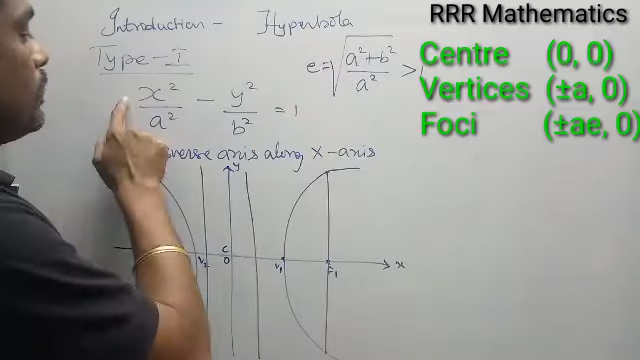 Introduction - Hyperbola
RRR Mathematics
Type - I
e = √(a² + b² / a²) > 1
Centre (0, 0)
Vertices (±a, 0)
Foci (±ae, 0)
x²/a² - y²/b² = 1
verse axis along X-axis
y
C
V₂ O V₁ F₁ x